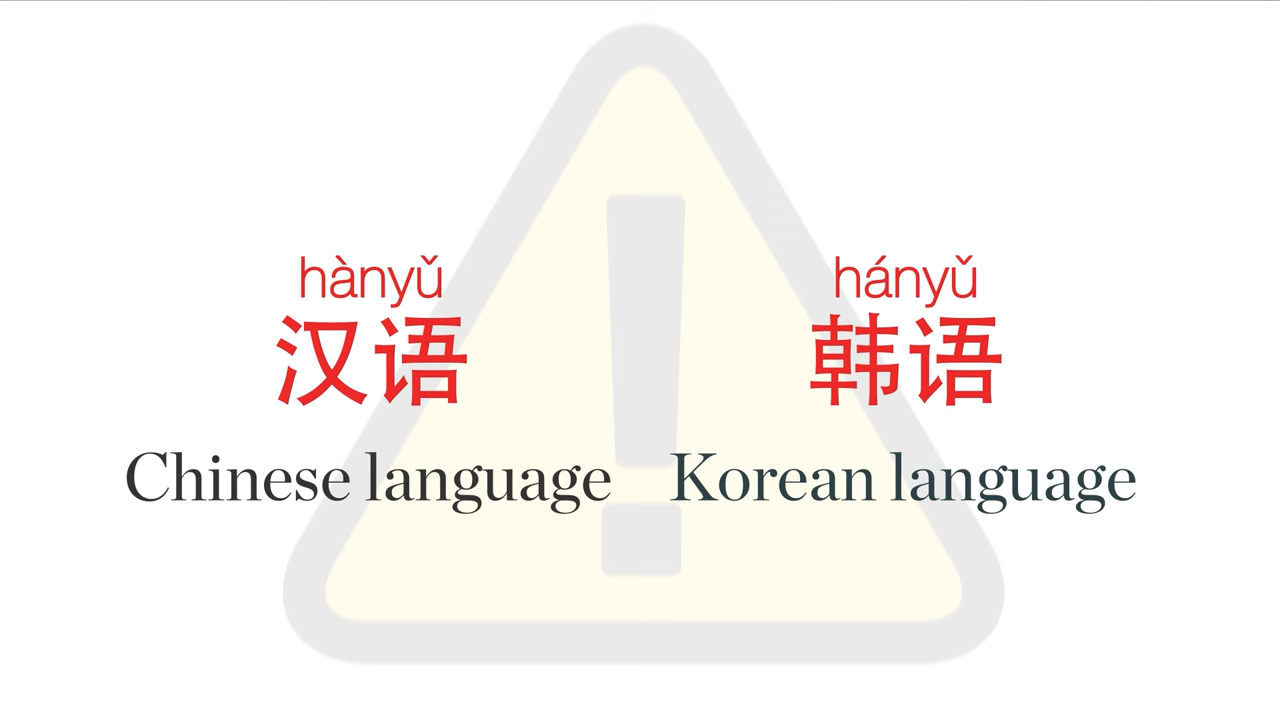 hànyǔ
汉语
Chinese language
hányǔ
韩语
Korean language